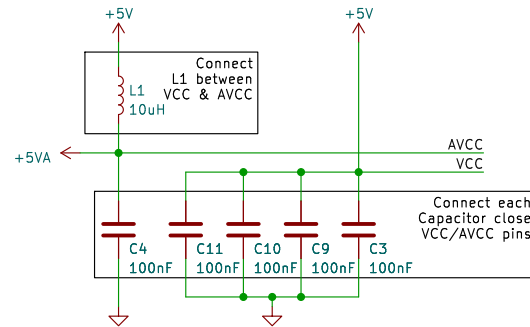 +5V
+5V
Connect
L1 between
VCC & AVCC
L1
10uH
AVCC
+5VA
VCC
Connect each
Capacitor close
VCC/AVCC pins
C4
C11
C10
C9
C3
100nF
100nF
100nF
100nF
100nF